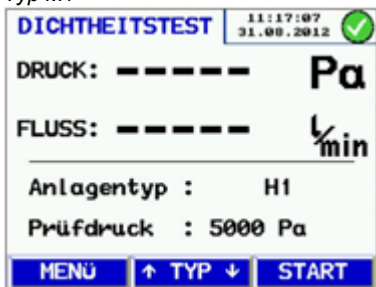 DICHTHEITSTEST
11:17:07
31.08.2012
DRUCK: ----- Pa
FLUSS: ----- l/min
Anlagentyp : H1
Prüfdruck : 5000 Pa
MENÜ ↑ TYP ↓ START